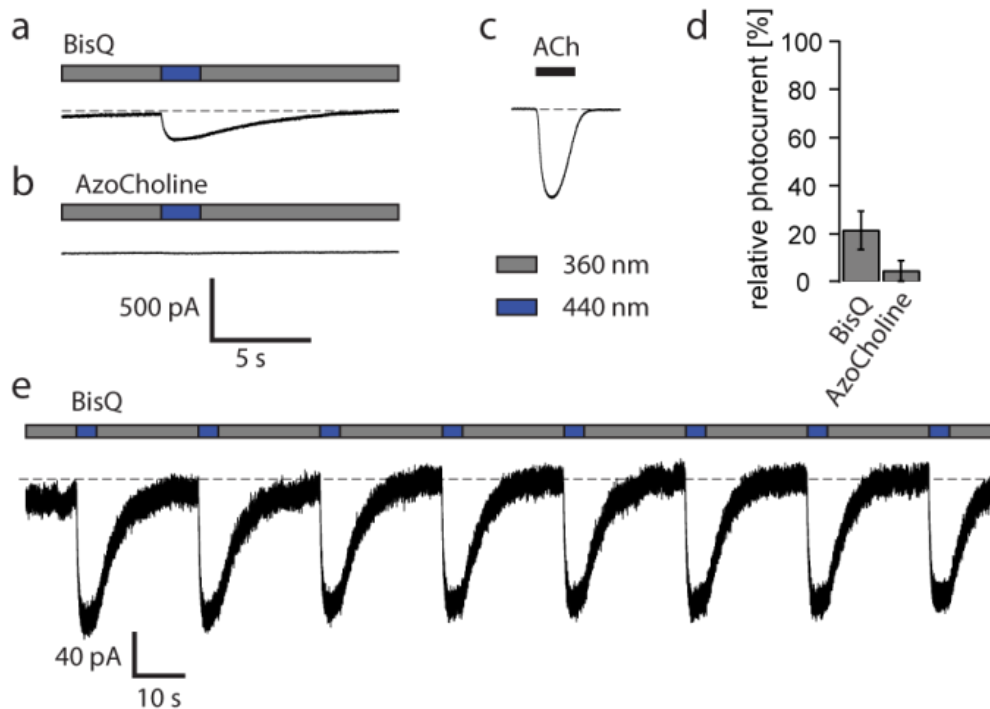 a
BisQ
b
AzoCholine
500 pA
5 s
c
ACh
360 nm
440 nm
d
relative photocurrent [%]
100
80
60
40
20
0
BisQ
AzoCholine
e
BisQ
40 pA
10 s